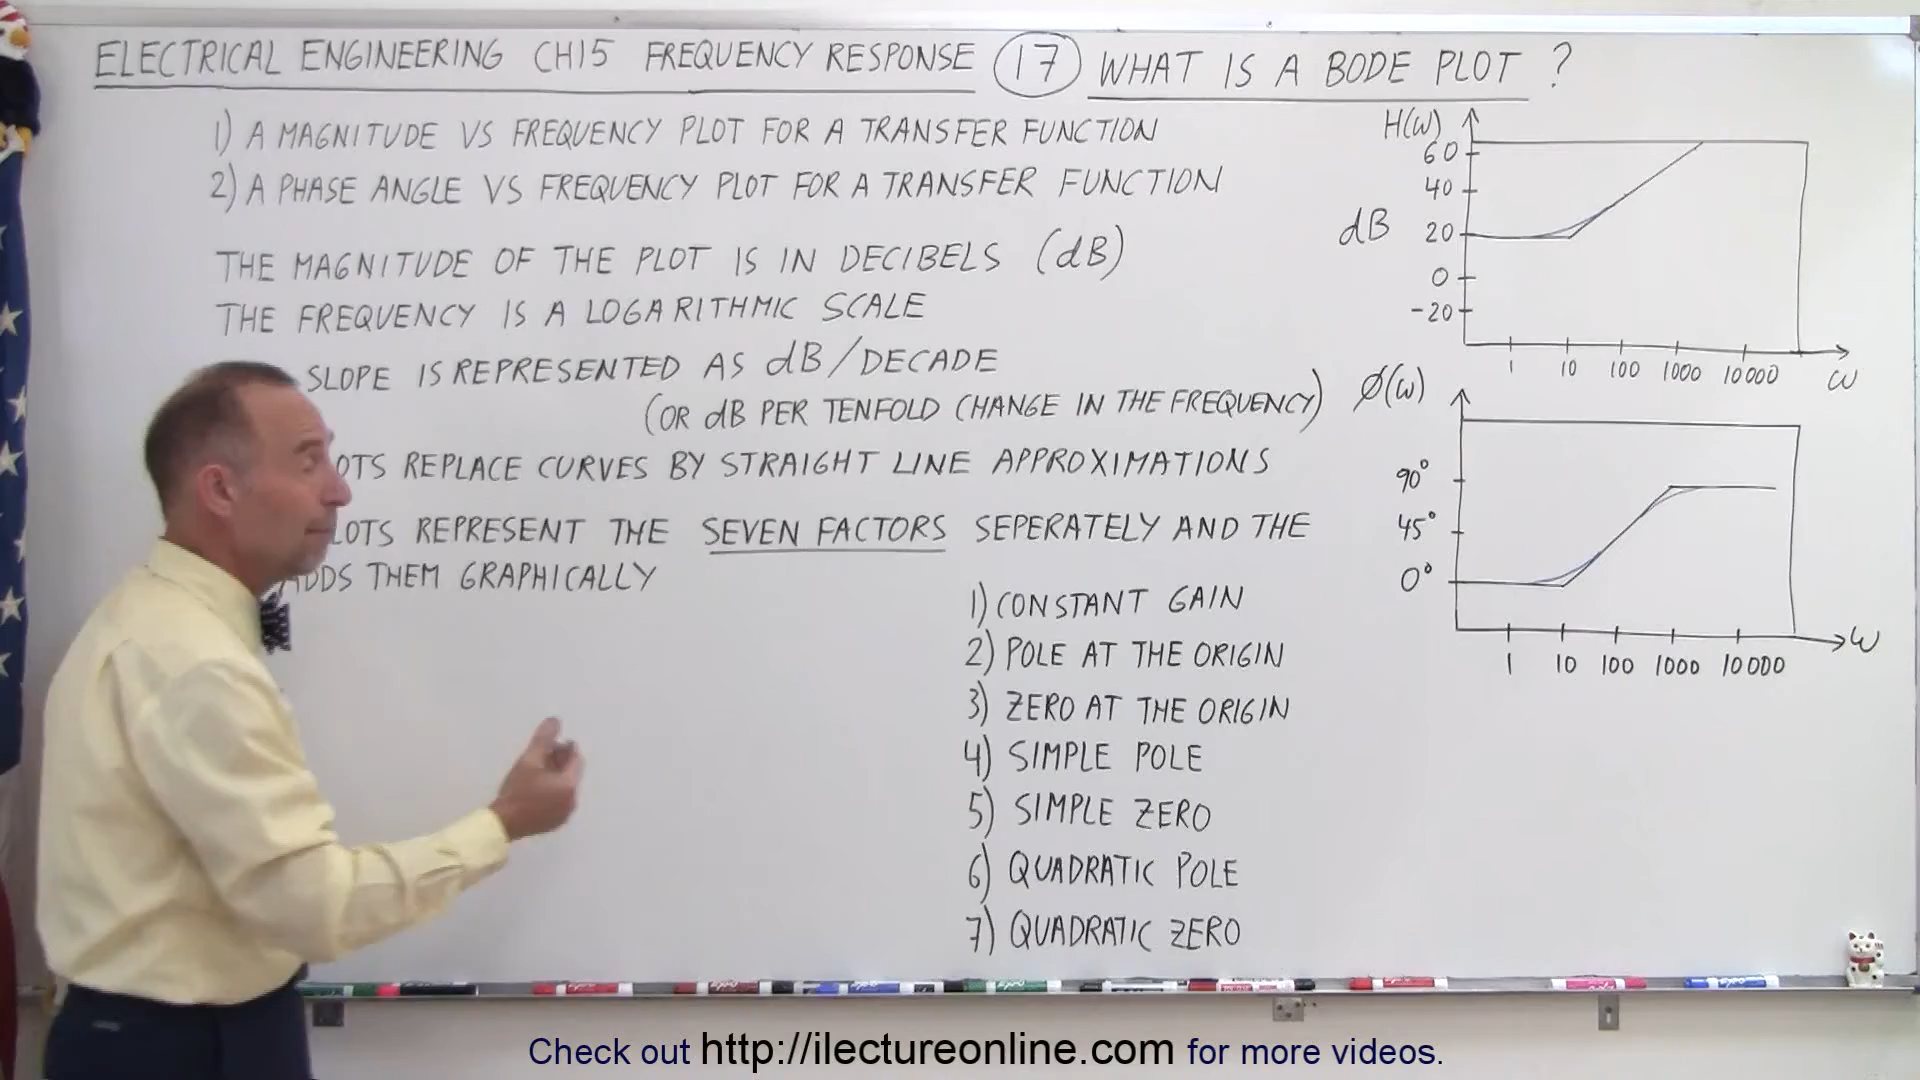 ELECTRICAL ENGINEERING CH15 FREQUENCY RESPONSE 17 WHAT IS A BODE PLOT ?
1) A MAGNITUDE VS FREQUENCY PLOT FOR A TRANSFER FUNCTION
2) A PHASE ANGLE VS FREQUENCY PLOT FOR A TRANSFER FUNCTION
THE MAGNITUDE OF THE PLOT IS IN DECIBELS (dB)
THE FREQUENCY IS A LOGARITHMIC SCALE
SLOPE IS REPRESENTED AS dB/DECADE
(OR dB PER TENFOLD CHANGE IN THE FREQUENCY)
OTS REPLACE CURVES BY STRAIGHT LINE APPROXIMATIONS
LOTS REPRESENT THE SEVEN FACTORS SEPERATELY AND THE
ADDS THEM GRAPHICALLY
1) CONSTANT GAIN
2) POLE AT THE ORIGIN
3) ZERO AT THE ORIGIN
4) SIMPLE POLE
5) SIMPLE ZERO
6) QUADRATIC POLE
7) QUADRATIC ZERO
H(ω)
60
40
dB 20
0
-20
1 10 100 1000 10000 ω
φ(ω)
90°
45°
0°
ω
1 10 100 1000 10000
Check out http://ilectureonline.com for more videos.